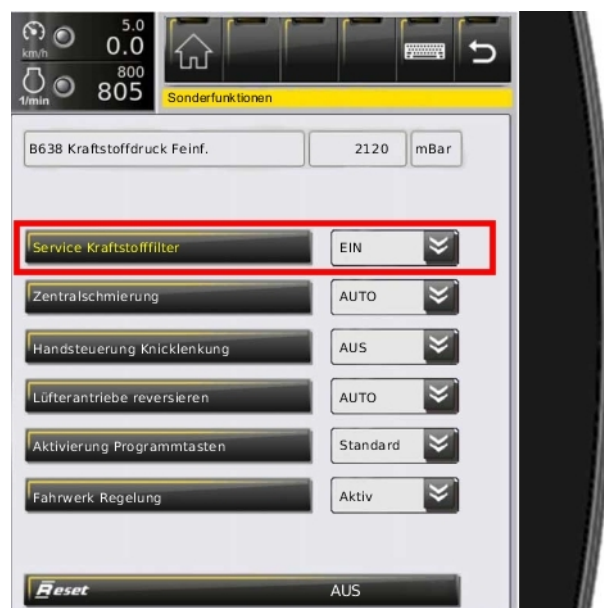 km/h
5.0
0.0
1/min
800
805
Sonderfunktionen
B638 Kraftstoffdruck Feinf. 2120 mBar
Service Kraftstofffilter EIN
Zentralschmierung AUTO
Handsteuerung Knicklenkung AUS
Lüfterantriebe reversieren AUTO
Aktivierung Programmtasten Standard
Fahrwerk Regelung Aktiv
Reset AUS